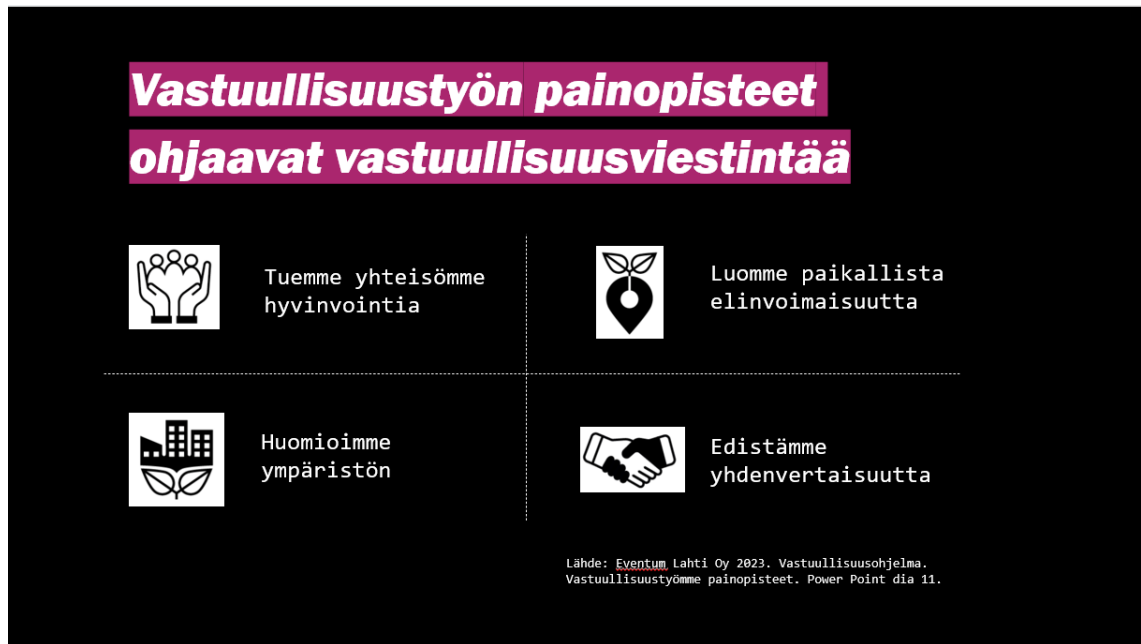 Vastuullisuustyön painopisteet
ohjaavat vastuullisuusviestintää
Tuemme yhteisömme
hyvinvointia
Luomme paikallista
elinvoimaisuutta
Huomioimme
ympäristön
Edistämme
yhdenvertaisuutta
Lähde: Eventum Lahti Oy 2023. Vastuullisuusohjelma.
Vastuullisuustyömme painopisteet. Power Point dia 11.